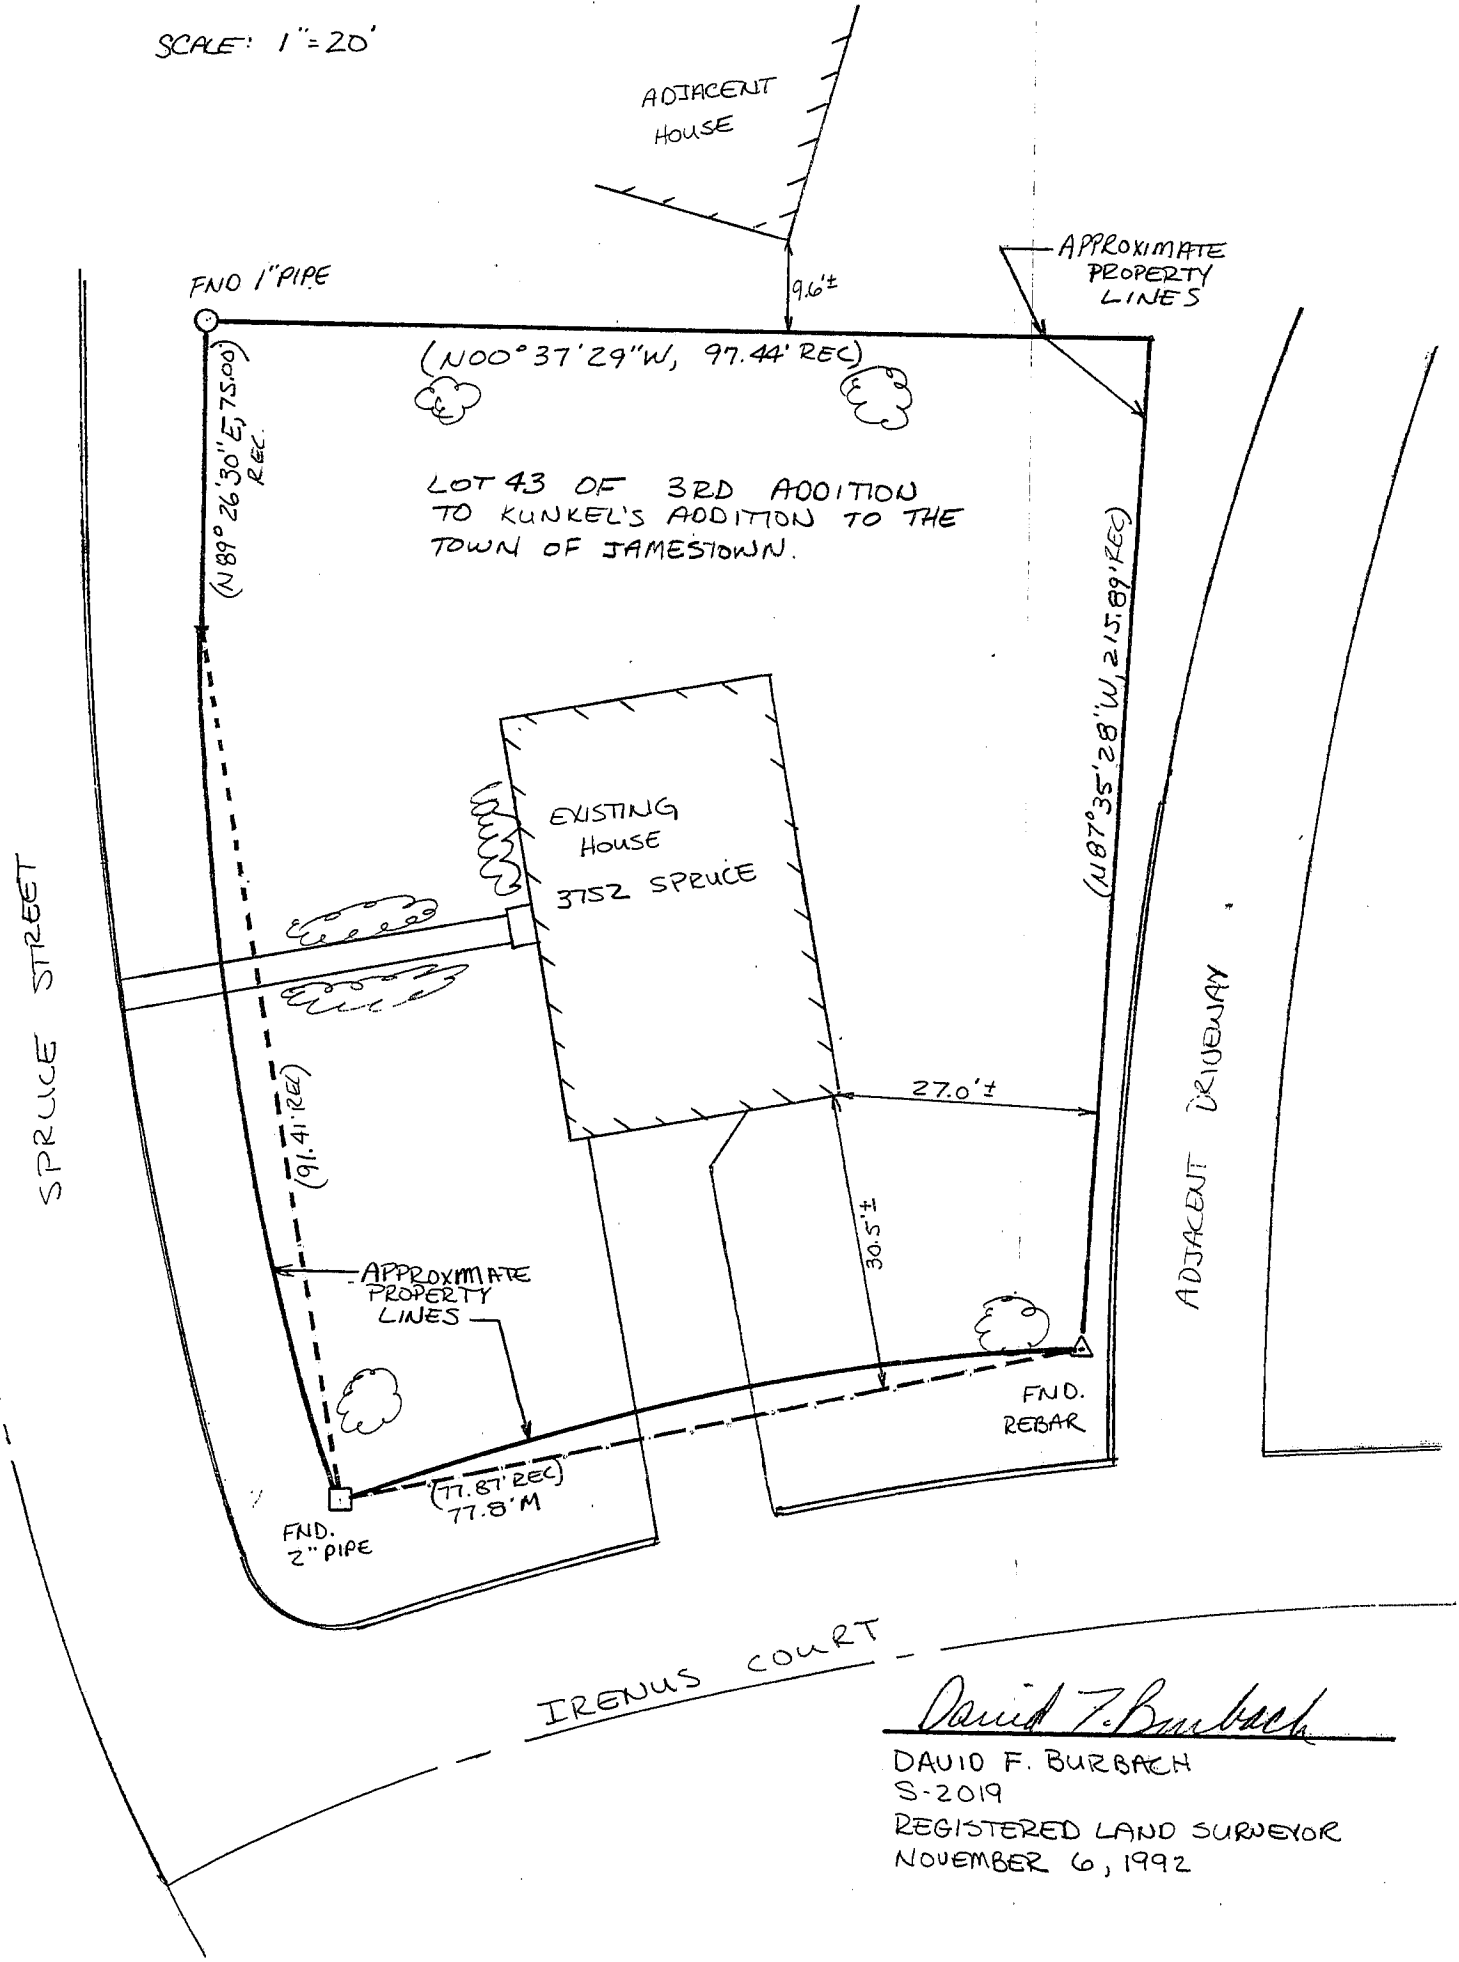 SCALE: 1"=20'
ADJACENT
HOUSE
FND 1" PIPE
9.6'±
APPROXIMATE
PROPERTY
LINES
(N00°37'29"W, 97.44' REC)
(N89°26'30"E, 75.00')
REC.
LOT 43 OF 3RD ADDITION
TO KUNKEL'S ADDITION TO THE
TOWN OF JAMESTOWN.
(N87°35'28"W, 215.89' REC)
EXISTING
HOUSE
3752 SPRUCE
SPRUCE STREET
(91.41' REC)
27.0'±
30.5'±
ADJACENT DRIVEWAY
APPROXIMATE
PROPERTY
LINES
FND.
REBAR
(77.87' REC)
77.8' M
FND.
2" PIPE
IRENUS COURT
David F. Burbach
DAVID F. BURBACH
S-2019
REGISTERED LAND SURVEYOR
NOVEMBER 6, 1992